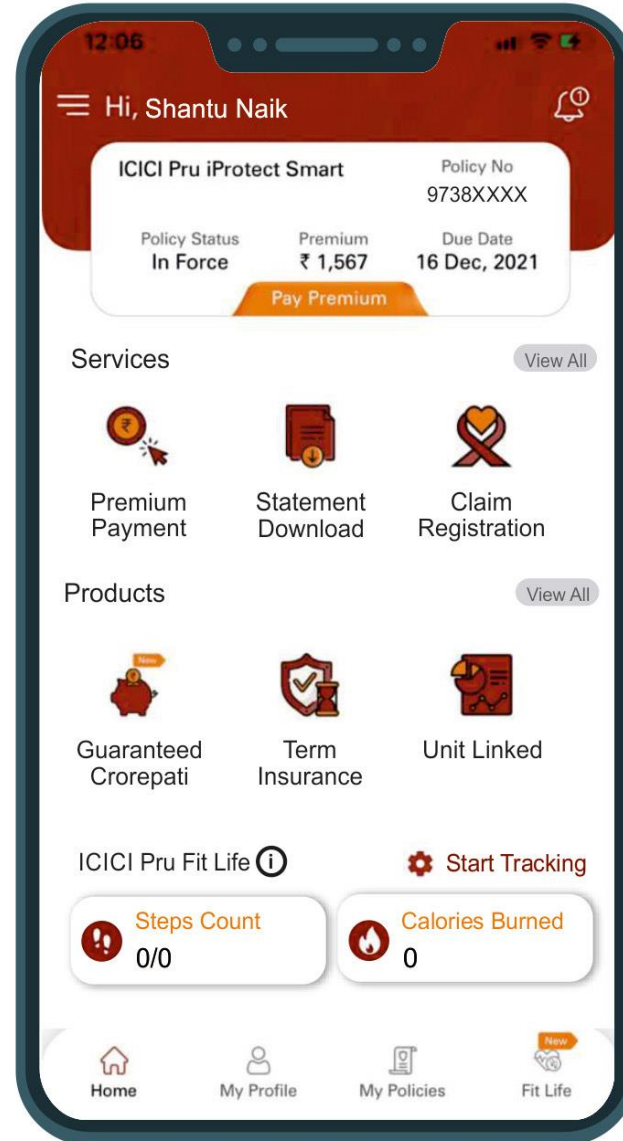 12:06
Hi, Shantu Naik
1
ICICI Pru iProtect Smart
Policy No
9738XXXX
Policy Status Premium Due Date
In Force ₹ 1,567 16 Dec, 2021
Pay Premium
Services View All
Premium Statement Claim
Payment Download Registration
Products View All
New
Guaranteed Term Unit Linked
Crorepati Insurance
ICICI Pru Fit Life i Start Tracking
Steps Count Calories Burned
0/0 0
New
Home My Profile My Policies Fit Life